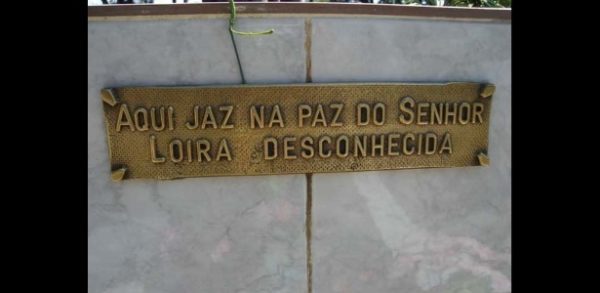 AQUI JAZ NA PAZ DO SENHOR
LOIRA DESCONHECIDA